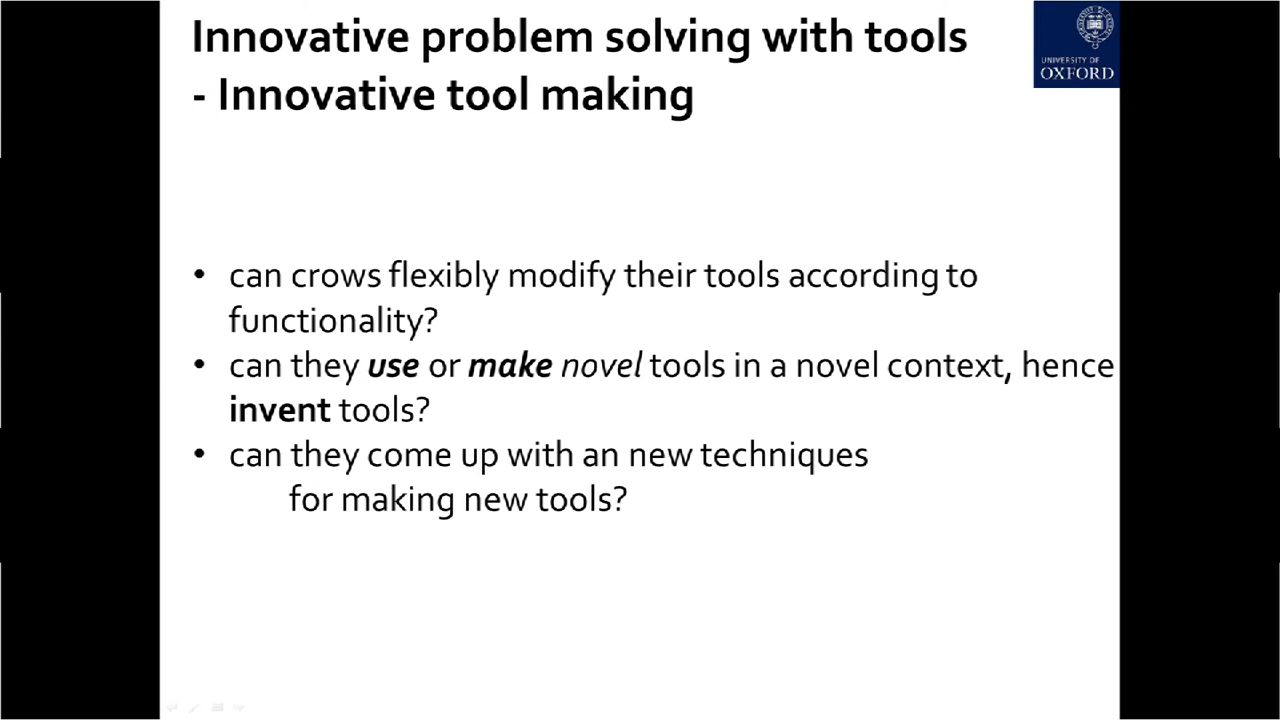 Innovative problem solving with tools
- Innovative tool making
UNIVERSITY OF
OXFORD
• can crows flexibly modify their tools according to
functionality?
• can they use or make novel tools in a novel context, hence
invent tools?
• can they come up with an new techniques
for making new tools?